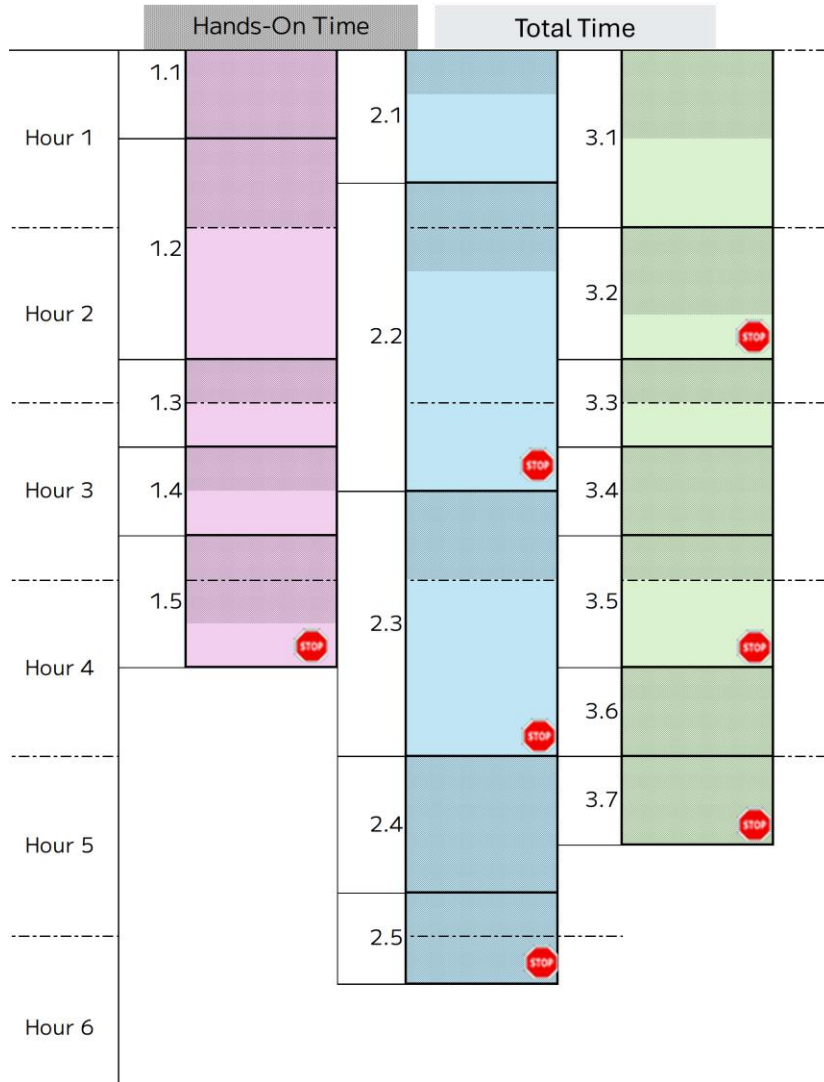 Hands-On Time
Total Time
1.1
2.1
Hour 1
3.1
1.2
3.2
Hour 2
STOP
2.2
1.3
3.3
STOP
Hour 3
1.4
3.4
1.5
3.5
2.3
STOP
STOP
Hour 4
3.6
STOP
3.7
2.4
STOP
Hour 5
2.5
STOP
Hour 6